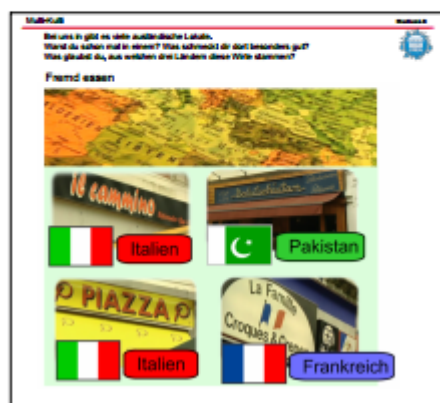 Multi-Kulti
Bei uns in gibt es viele ausländische Lokale.
Warst du schon mal in einem? Was schmeckt dir dort besonders gut?
Was glaubst du, aus welchen drei Ländern diese Wirte stammen?
Fremd essen
il cammino
Italien
Pakistan
PIAZZA
Italien
La Famille
Croques &
Frankreich